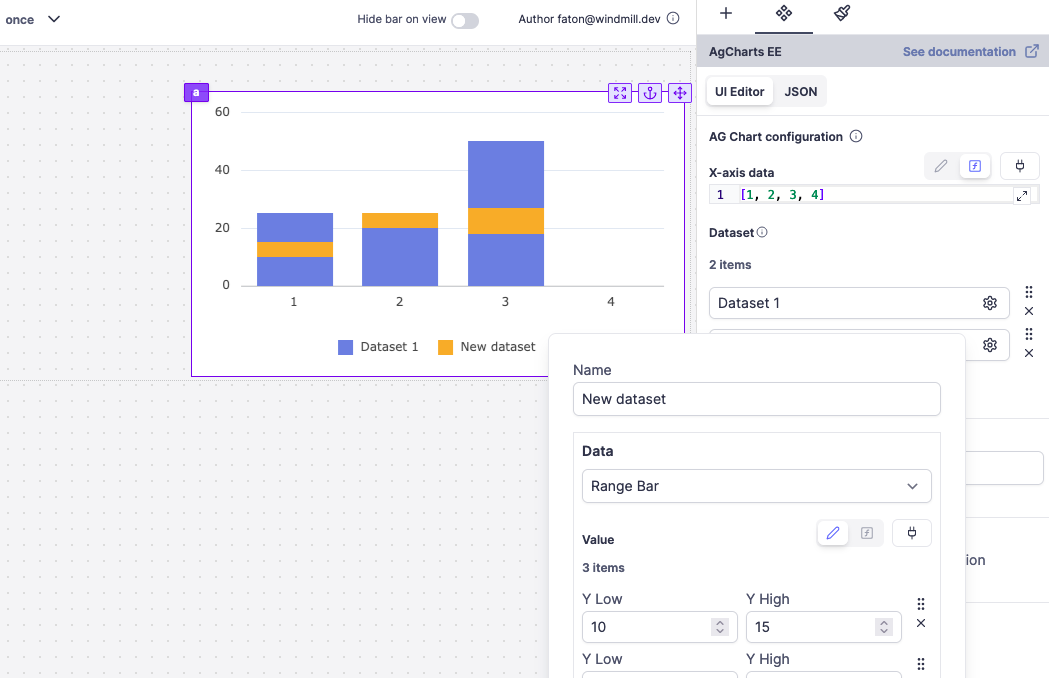 once
Hide bar on view
Author faton@windmill.dev
AgCharts EE
See documentation
UI Editor
JSON
AG Chart configuration
X-axis data
1 [1, 2, 3, 4]
Dataset
2 items
Dataset 1
a
60
40
20
0
1 2 3 4
Dataset 1 New dataset
Name
New dataset
Data
Range Bar
Value
3 items
Y Low Y High
10 15
Y Low Y High
ion